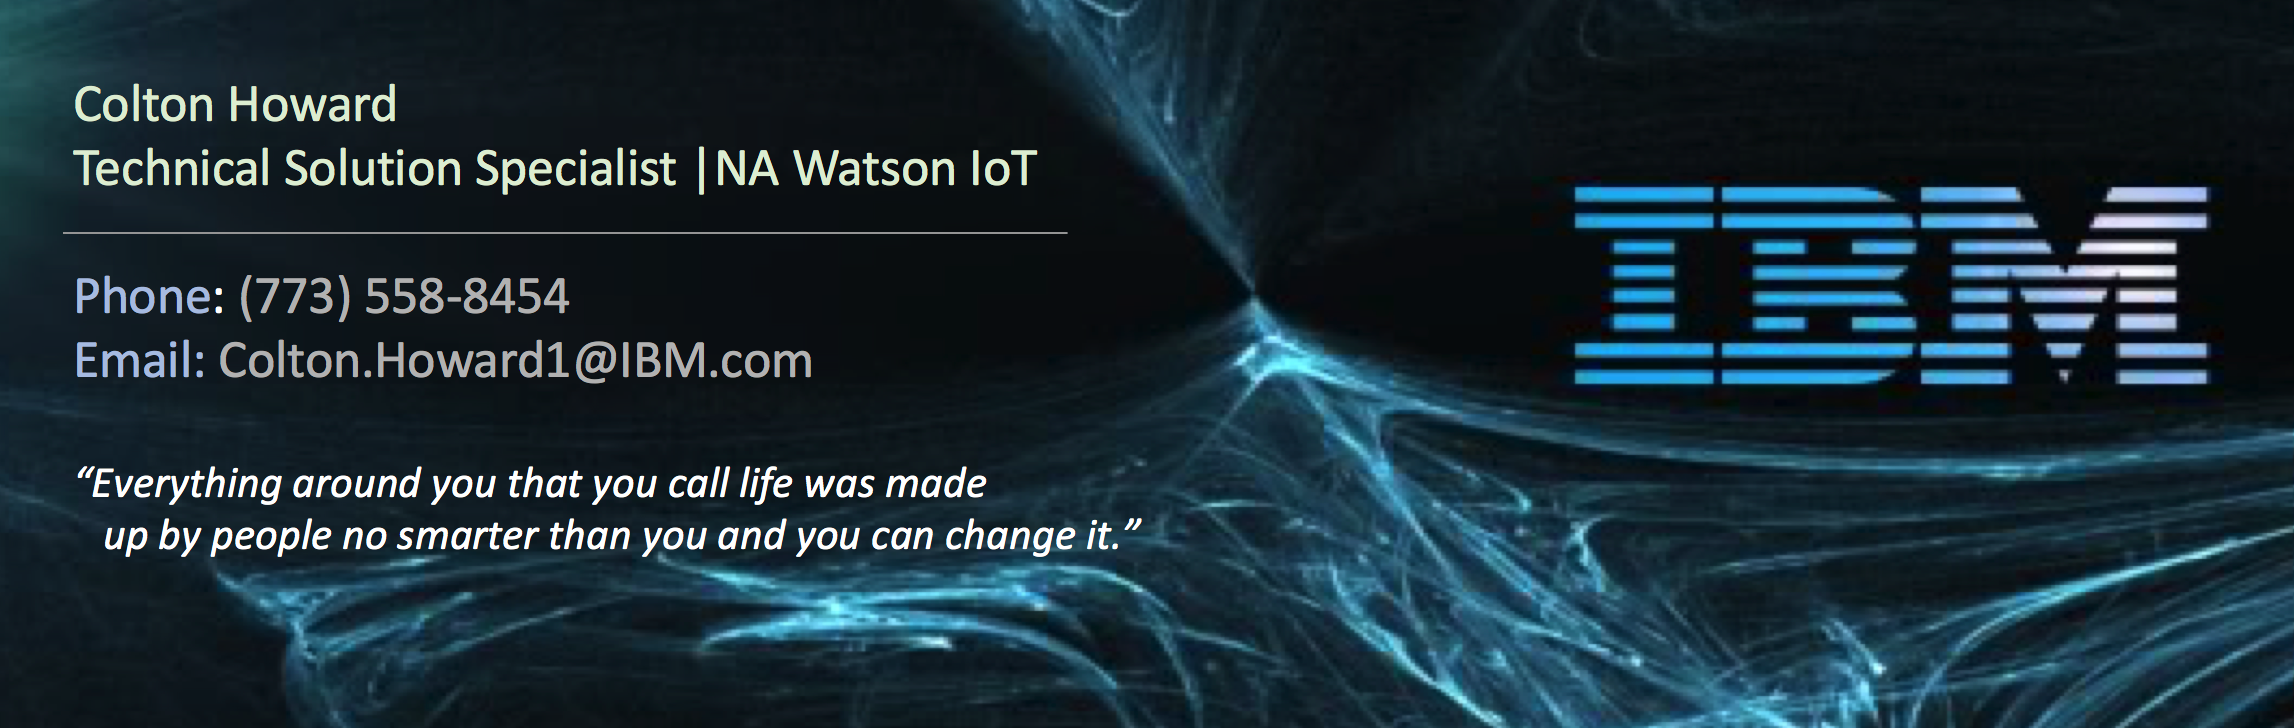 Colton Howard
Technical Solution Specialist |NA Watson IoT
Phone: (773) 558-8454
Email: Colton.Howard1@IBM.com
“Everything around you that you call life was made
up by people no smarter than you and you can change it.”
IBM